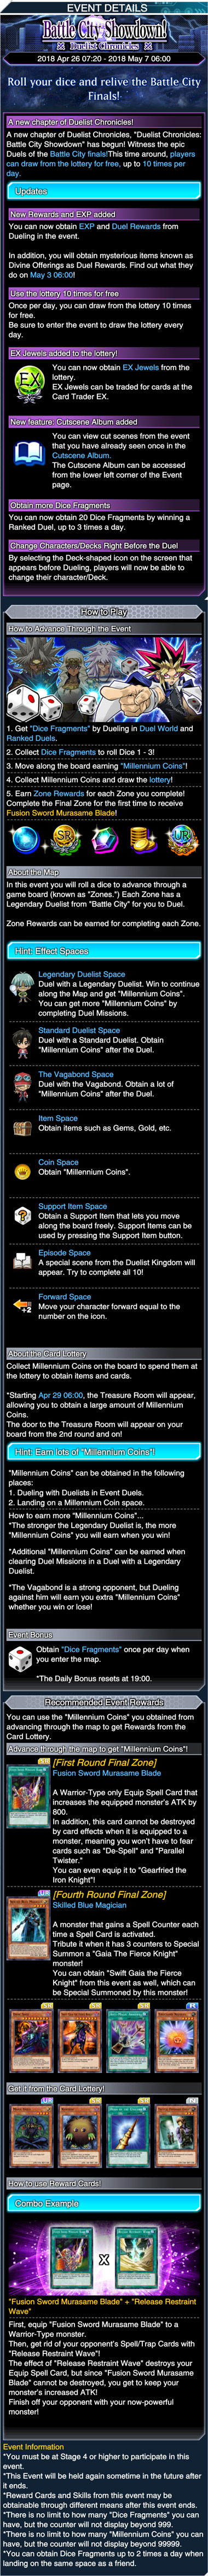 EVENT DETAILS
Battle City Showdown!
Duelist Chronicles
2018 Apr 26 07:20 - 2018 May 7 06:00
Roll your dice and relive the Battle City
Finals!
A new chapter of Duelist Chronicles!
A new chapter of Duelist Chronicles, "Duelist Chronicles:
Battle City Showdown!" has begun! Witness the epic
Duels of the Battle City finals!This time around, players
can draw from the lottery for free, up to 10 times per
day.
Updates
New Rewards and EXP added
You can now obtain EXP and Duel Rewards from
Dueling in the event.
In addition, you will obtain mysterious items known as
Divine Offerings as Duel Rewards. Find out what they
do on May 3 06:00!
Use the lottery 10 times for free
Once per day, you can draw from the lottery 10 times
for free.
Be sure to enter the event to draw the lottery every
day.
EX Jewels added to the lottery!
EX
You can now obtain EX Jewels from the
lottery.
EX Jewels can be traded for cards at the
Card Trader EX.
New feature: Cutscene Album added
You can view cut scenes from the event
that you have already seen once in the
Cutscene Album.
The Cutscene Album can be accessed
from the lower left corner of the Event
page.
Obtain more Dice Fragments
You can now obtain 20 Dice Fragments by winning a
Ranked Duel, up to 3 times a day.
Change Characters/Decks Right Before the Duel
By selecting the Deck-shaped icon on the screen that
appears before Dueling, players will now be able to
change their character/Deck.
How to Play
How to Advance Through the Event
1. Get "Dice Fragments" by Dueling in Duel World and
Ranked Duels.
2. Collect Dice Fragments to roll Dice 1 - 3!
3. Move along the board earning "Millennium Coins"!
4. Collect Millennium Coins and draw the lottery!
5. Earn Zone Rewards for each Zone you complete!
Complete the Final Zone for the first time to receive
Fusion Sword Murasame Blade!
SR
UR
About the Map
In this event you will roll a dice to advance through a
game board (known as "Zones.") Each Zone has a
Legendary Duelist from "Battle City" for you to Duel.
Zone Rewards can be earned for completing each Zone.
Hint: Effect Spaces
Legendary Duelist Space
Duel with a Legendary Duelist. Win to continue
along the Map and get "Millennium Coins".
You can get more "Millennium Coins" by
completing Duel Missions.
Standard Duelist Space
Duel with a Standard Duelist. Obtain
"Millennium Coins" after the Duel.
The Vagabond Space
Duel with the Vagabond. Obtain a lot of
"Millennium Coins" after the Duel.
Item Space
Obtain items such as Gems, Gold, etc.
Coin Space
Obtain "Millennium Coins".
Support Item Space
Obtain a Support Item that lets you move
along the board freely. Support Items can be
used by pressing the Support Item button.
Episode Space
A special scene from the Duelist Kingdom will
appear. Try to complete all 10!
Forward Space
+2
Move your character forward equal to the
number on the icon.
About the Card Lottery
Collect Millennium Coins on the board to spend them at
the lottery to obtain items and cards.
*Starting Apr 29 06:00, the Treasure Room will appear,
allowing you to obtain a large amount of Millennium
Coins.
The door to the Treasure Room will appear on your
board from the 2nd round and on!
Hint: Earn lots of "Millennium Coins"!
"Millennium Coins" can be obtained in the following
places:
1. Dueling with Duelists in Event Duels.
2. Landing on a Millennium Coin space.
How to earn more "Millennium Coins"...
*The stronger the Legendary Duelist is, the more
"Millennium Coins" you will earn when you win!
*Additional "Millennium Coins" can be earned when
clearing Duel Missions in a Duel with a Legendary
Duelist.
*The Vagabond is a strong opponent, but Dueling
against him will earn you extra "Millennium Coins"
whether you win or lose!
Event Bonus
Obtain "Dice Fragments" once per day when
you enter the map.
*The Daily Bonus resets at 19:00.
Recommended Event Rewards
You can use the "Millennium Coins" you obtained from
advancing through the map to get Rewards from the
Card Lottery.
Advance through the map to get "Millennium Coins"!
SR
[First Round Final Zone]
Fusion Sword Murasame Blade
A Warrior-Type only Equip Spell Card that
increases the equipped monster's ATK by
800.
In addition, this card cannot be destroyed
by card effects when it is equipped to a
monster, meaning you won't have to fear
cards such as "De-Spell" and "Parallel
Twister."
You can even equip it to "Gearfried the
Iron Knight"!
UR
[Fourth Round Final Zone]
Skilled Blue Magician
A monster that gains a Spell Counter each
time a Spell Card is activated.
Tribute it when it has 3 counters to Special
Summon a "Gaia The Fierce Knight"
monster!
You can obtain "Swift Gaia the Fierce
Knight" from this event as well, which can
be Special Summoned by this monster!
SR
SR
SR
R
Get it from the Card Lottery!
UR
SR
SR
N
How to use Reward Cards!
Combo Example
X
"Fusion Sword Murasame Blade" + "Release Restraint
Wave"
First, equip "Fusion Sword Murasame Blade" to a
Warrior-Type monster.
Then, get rid of your opponent's Spell/Trap Cards with
"Release Restraint Wave"!
The effect of "Release Restraint Wave" destroys your
Equip Spell Card, but since "Fusion Sword Murasame
Blade" cannot be destroyed, you get to keep your
monster's increased ATK!
Finish off your opponent with your now-powerful
monster!
Event Information
*You must be at Stage 4 or higher to participate in this
event.
*This Event will be held again sometime in the future after
it ends.
*Reward Cards and Skills from this event may be
obtainable through different means after this event ends.
*There is no limit to how many "Dice Fragments" you can
have, but the counter will not display beyond 999.
*There is no limit to how many "Millennium Coins" you can
have, but the counter will not display beyond 99999.
*You can obtain Dice Fragments up to 2 times a day when
landing on the same space as a friend.